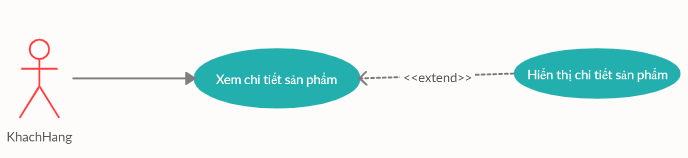 Xem chi tiết sản phẩm
<<extend>>
Hiển thị chi tiết sản phẩm
KhachHang